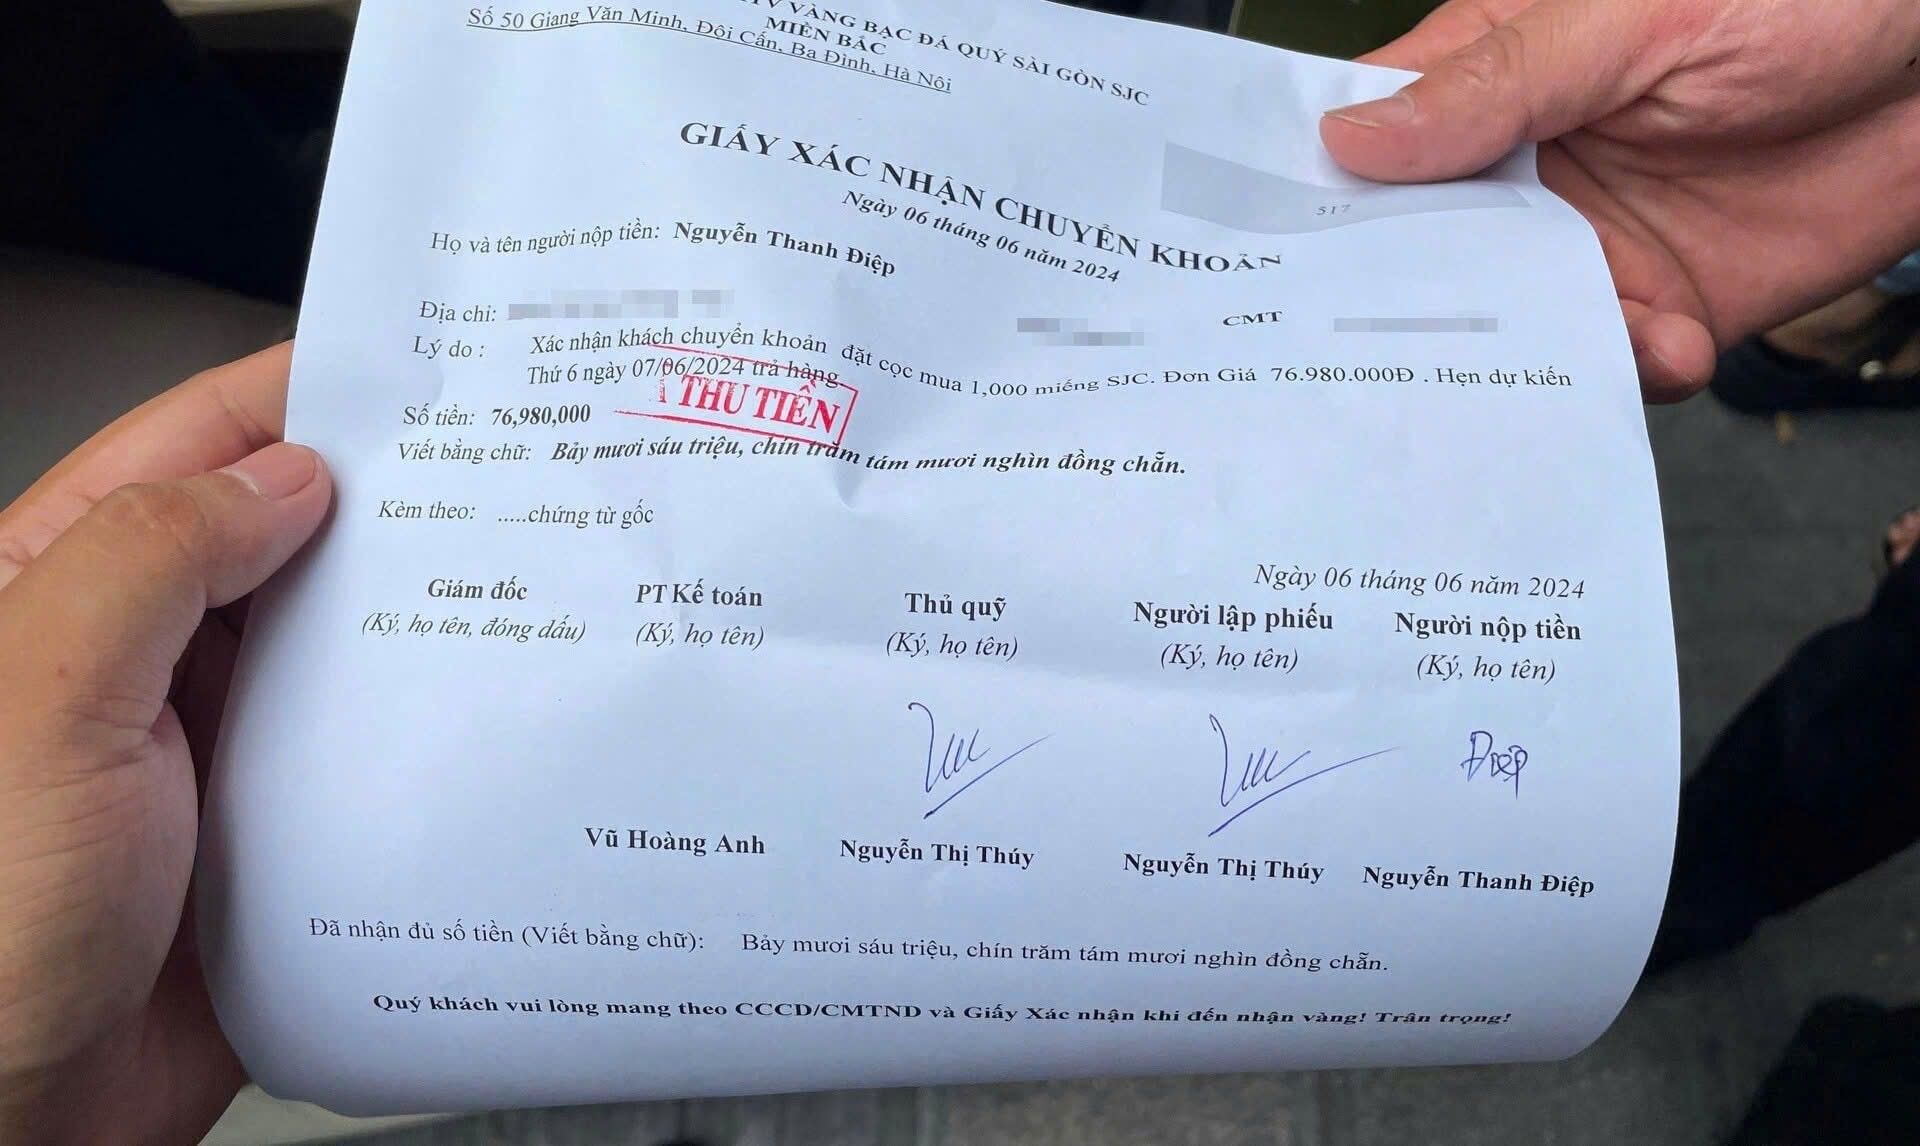 VÀNG BẠC ĐÁ QUÝ SÀI GÒN SJC
MIỀN BẮC
Số 50 Giang Văn Minh, Đội Cấn, Ba Đình, Hà Nội
517
GIẤY XÁC NHẬN CHUYỂN KHOẢN
Ngày 06 tháng 06 năm 2024
Họ và tên người nộp tiền: Nguyễn Thanh Điệp
Địa chỉ: CMT
Lý do : Xác nhận khách chuyển khoản đặt cọc mua 1,000 miếng SJC. Đơn Giá 76.980.000Đ . Hẹn dự kiến
Thứ 6 ngày 07/06/2024 trả hàng
THU TIỀN
Số tiền: 76,980,000
Viết bằng chữ: Bảy mươi sáu triệu, chín trăm tám mươi nghìn đồng chẵn.
Kèm theo: .....chứng từ gốc
Ngày 06 tháng 06 năm 2024
Giám đốc PT Kế toán Thủ quỹ Người lập phiếu Người nộp tiền
(Ký, họ tên, đóng dấu) (Ký, họ tên) (Ký, họ tên) (Ký, họ tên) (Ký, họ tên)
Điệp
Vũ Hoàng Anh Nguyễn Thị Thúy Nguyễn Thị Thúy Nguyễn Thanh Điệp
Đã nhận đủ số tiền (Viết bằng chữ): Bảy mươi sáu triệu, chín trăm tám mươi nghìn đồng chẵn.
Quý khách vui lòng mang theo CCCD/CMTND và Giấy Xác nhận khi đến nhận vàng! Trân trọng!